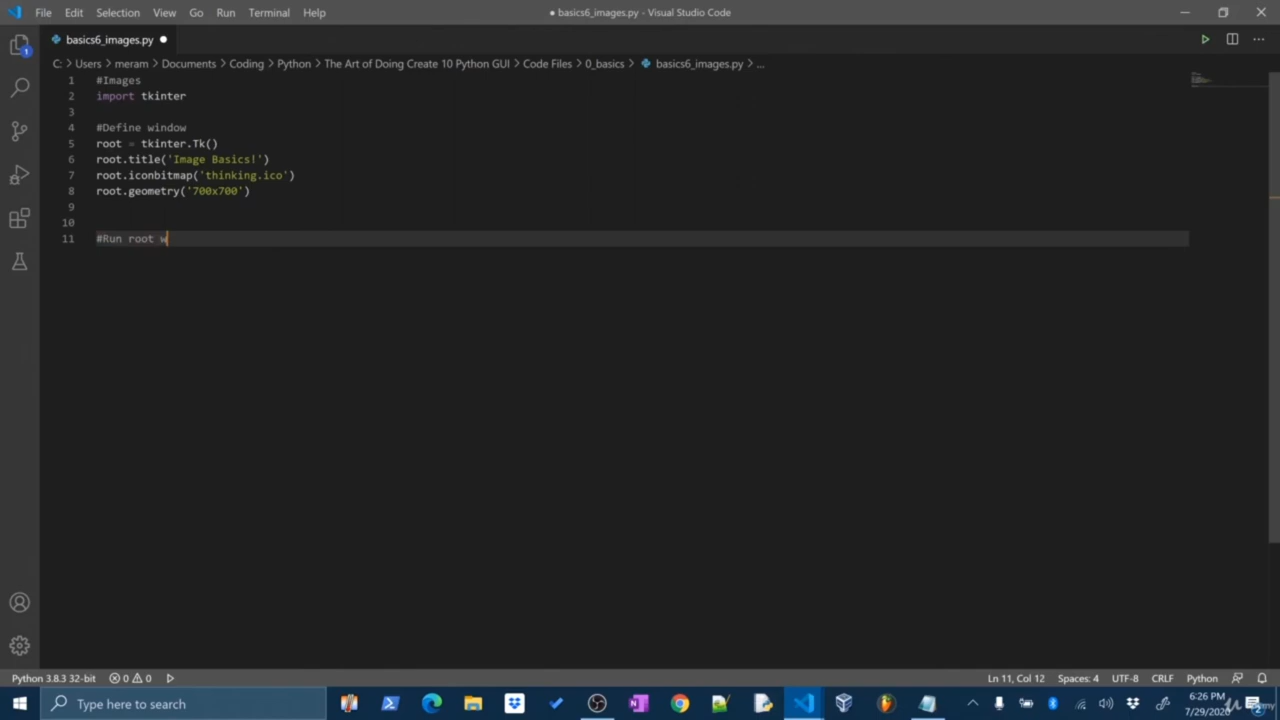 File Edit Selection View Go Run Terminal Help
● basics6_images.py - Visual Studio Code
basics6_images.py ●
C: > Users > meram > Documents > Coding > Python > The Art of Doing Create 10 Python GUI > Code Files > 0_basics > basics6_images.py > ...
1 #Images
2 import tkinter
3
4 #Define window
5 root = tkinter.Tk()
6 root.title('Image Basics!')
7 root.iconbitmap('thinking.ico')
8 root.geometry('700x700')
9
10
11 #Run root w
1
Python 3.8.3 32-bit 0 0 Ln 11, Col 12 Spaces: 4 UTF-8 CRLF Python
Type here to search
6:26 PM
7/29/2020
2